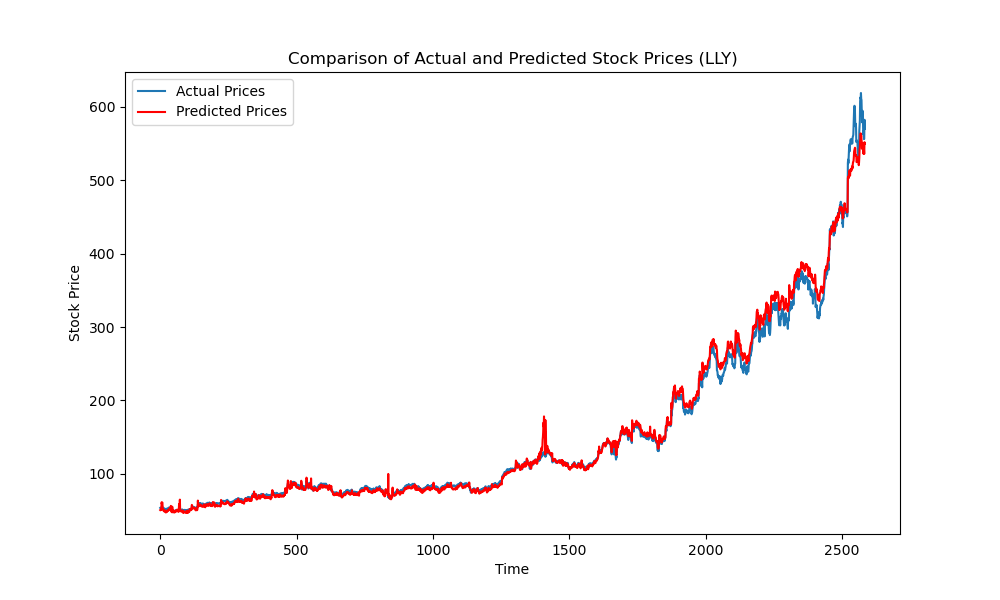 Comparison of Actual and Predicted Stock Prices (LLY)
Actual Prices
Predicted Prices
Stock Price
600
500
400
300
200
100
0
500
1000
1500
2000
2500
Time